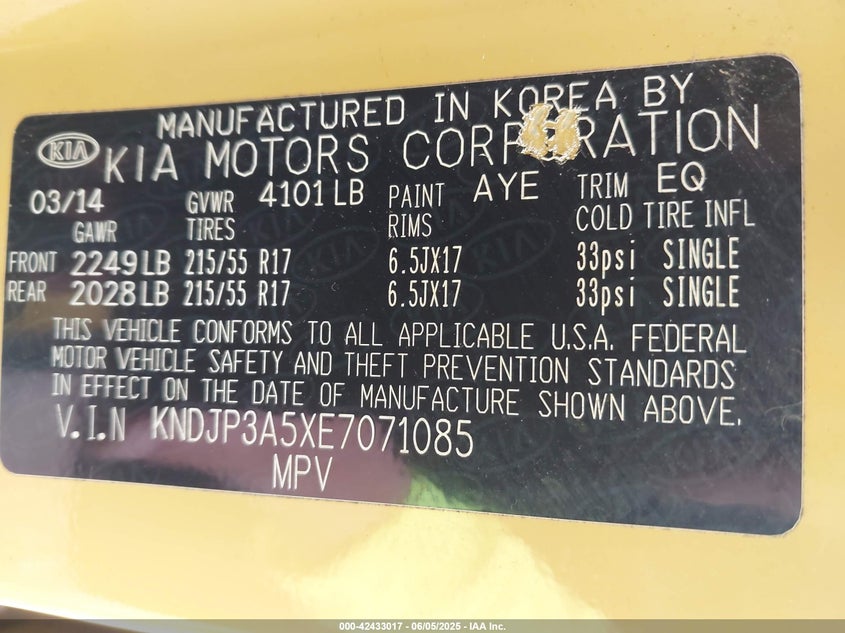 MANUFACTURED IN KOREA BY
KIA
KIA MOTORS CORPORATION
03/14 GVWR 4101 LB PAINT AYE TRIM EQ
GAWR TIRES RIMS COLD TIRE INFL
FRONT 2249 LB 215/55 R17 6.5JX17 33psi SINGLE
REAR 2028 LB 215/55 R17 6.5JX17 33psi SINGLE
THIS VEHICLE CONFORMS TO ALL APPLICABLE U.S.A. FEDERAL
MOTOR VEHICLE SAFETY AND THEFT PREVENTION STANDARDS
IN EFFECT ON THE DATE OF MANUFACTURE SHOWN ABOVE.
V.I.N KNDJP3A5XE7071085
MPV
000-42433017 - 06/05/2025 - IAA Inc.